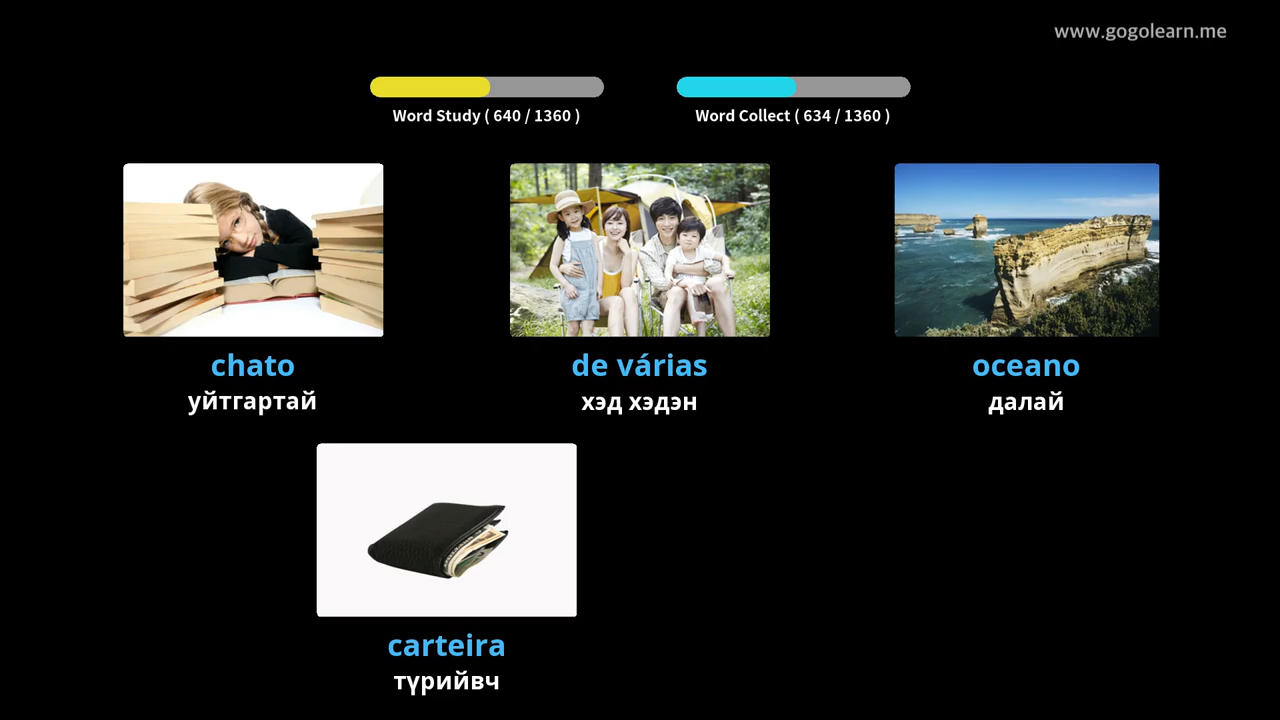 www.gogolearn.me
Word Study ( 640 / 1360 )
Word Collect ( 634 / 1360 )
chato
уйтгартай
de várias
хэд хэдэн
oceano
далай
carteira
түрийвч